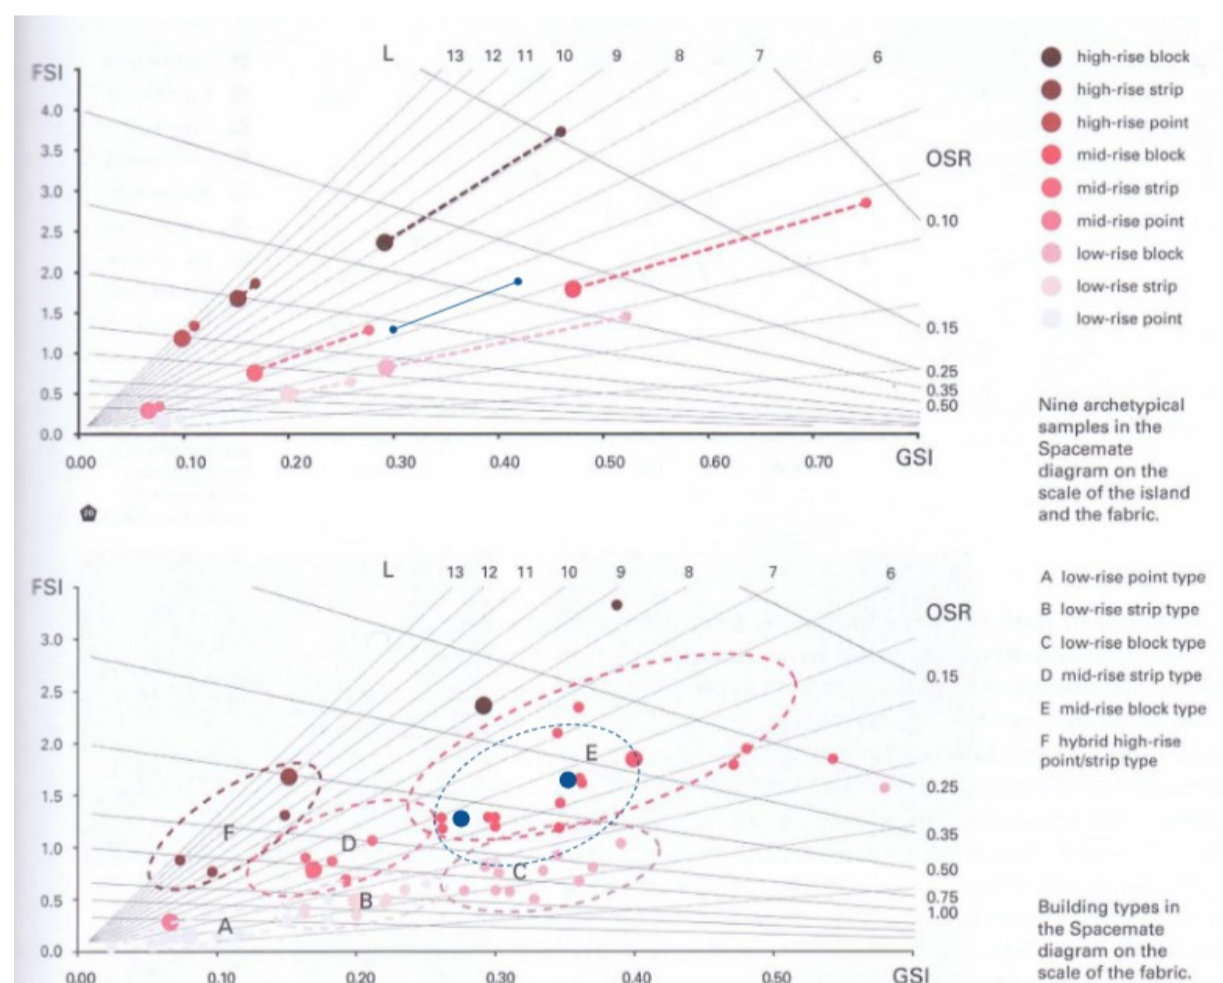 L 13 12 11 10 9 8 7 6
FSI
4.0
3.5
3.0
2.5
2.0
1.5
1.0
0.5
0.0
0.00 0.10 0.20 0.30 0.40 0.50 0.60 0.70 GSI
OSR
0.10
0.15
0.25
0.35
0.50
high-rise block
high-rise strip
high-rise point
mid-rise block
mid-rise strip
mid-rise point
low-rise block
low-rise strip
low-rise point
Nine archetypical
samples in the
Spacemate
diagram on the
scale of the island
and the fabric.
20
L 13 12 11 10 9 8 7 6
FSI
3.0
2.5
2.0
1.5
1.0
0.5
0.0
0.00 0.10 0.20 0.30 0.40 0.50 GSI
OSR
0.15
0.25
0.35
0.50
0.75
1.00
E
F
D
C
B
A
A low-rise point type
B low-rise strip type
C low-rise block type
D mid-rise strip type
E mid-rise block type
F hybrid high-rise
point/strip type
Building types in
the Spacemate
diagram on the
scale of the fabric.